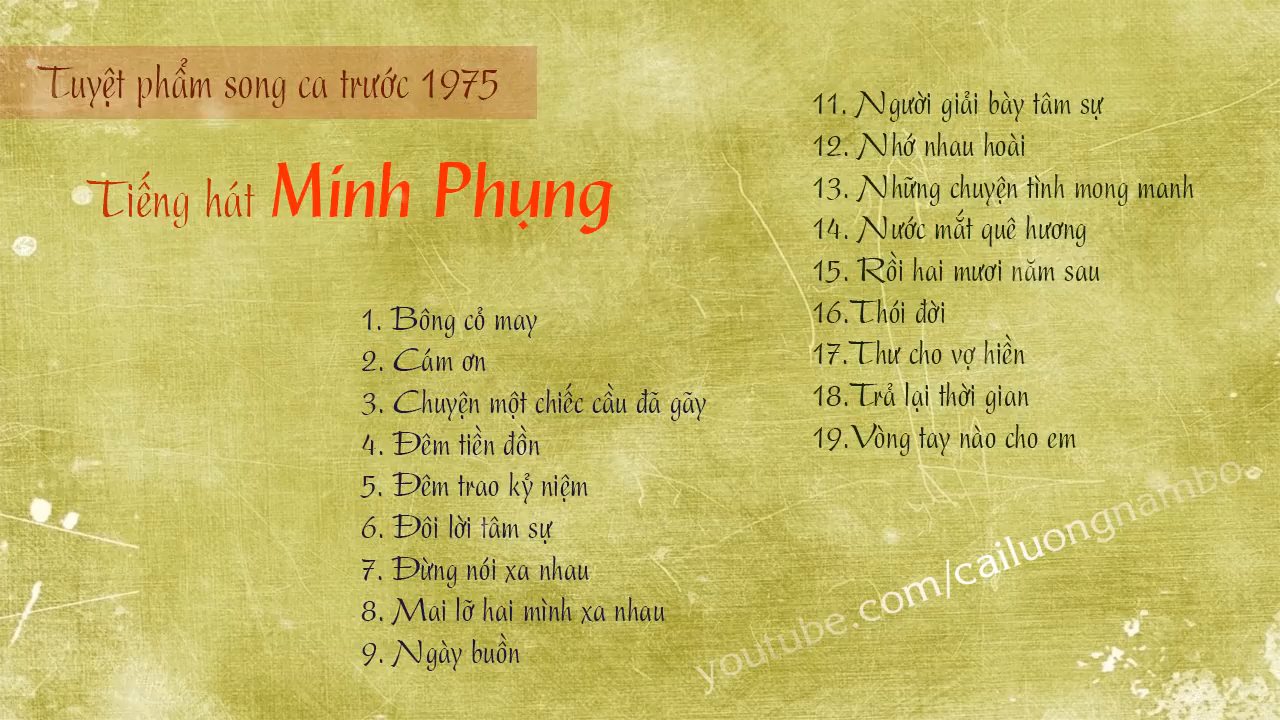 Tuyệt phẩm song ca trước 1975
Tiếng hát Minh Phụng
1. Bông cỏ may
2. Cám ơn
3. Chuyện một chiếc cầu đã gãy
4. Đêm tiền đồn
5. Đêm trao kỷ niệm
6. Đôi lời tâm sự
7. Đừng nói xa nhau
8. Mai lỡ hai mình xa nhau
9. Ngày buồn
11. Người giải bày tâm sự
12. Nhớ nhau hoài
13. Những chuyện tình mong manh
14. Nước mắt quê hương
15. Rồi hai mươi năm sau
16.Thói đời
17.Thư cho vợ hiền
18.Trả lại thời gian
19.Vòng tay nào cho em
youtube.com/cailuongnambo